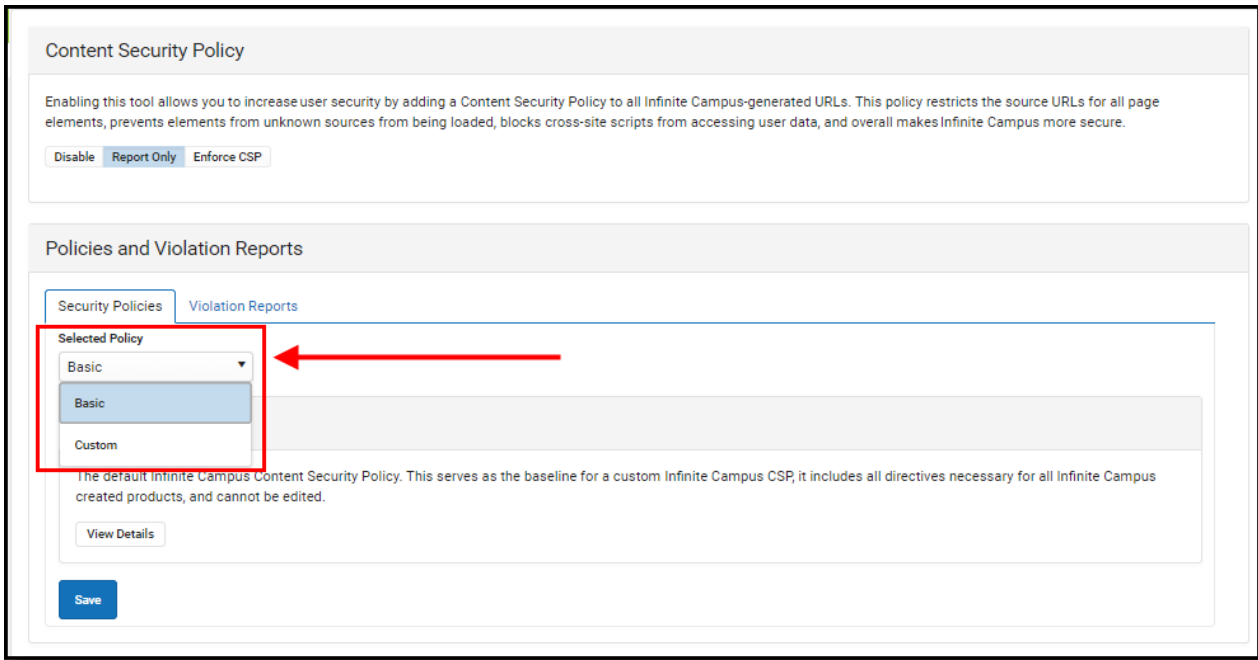 Content Security Policy
Enabling this tool allows you to increase user security by adding a Content Security Policy to all Infinite Campus-generated URLs. This policy restricts the source URLs for all page
elements, prevents elements from unknown sources from being loaded, blocks cross-site scripts from accessing user data, and overall makes Infinite Campus more secure.
Disable Report Only Enforce CSP
Policies and Violation Reports
Security Policies Violation Reports
Selected Policy
Basic
Basic
Custom
The default Infinite Campus Content Security Policy. This serves as the baseline for a custom Infinite Campus CSP, it includes all directives necessary for all Infinite Campus
created products, and cannot be edited.
View Details
Save